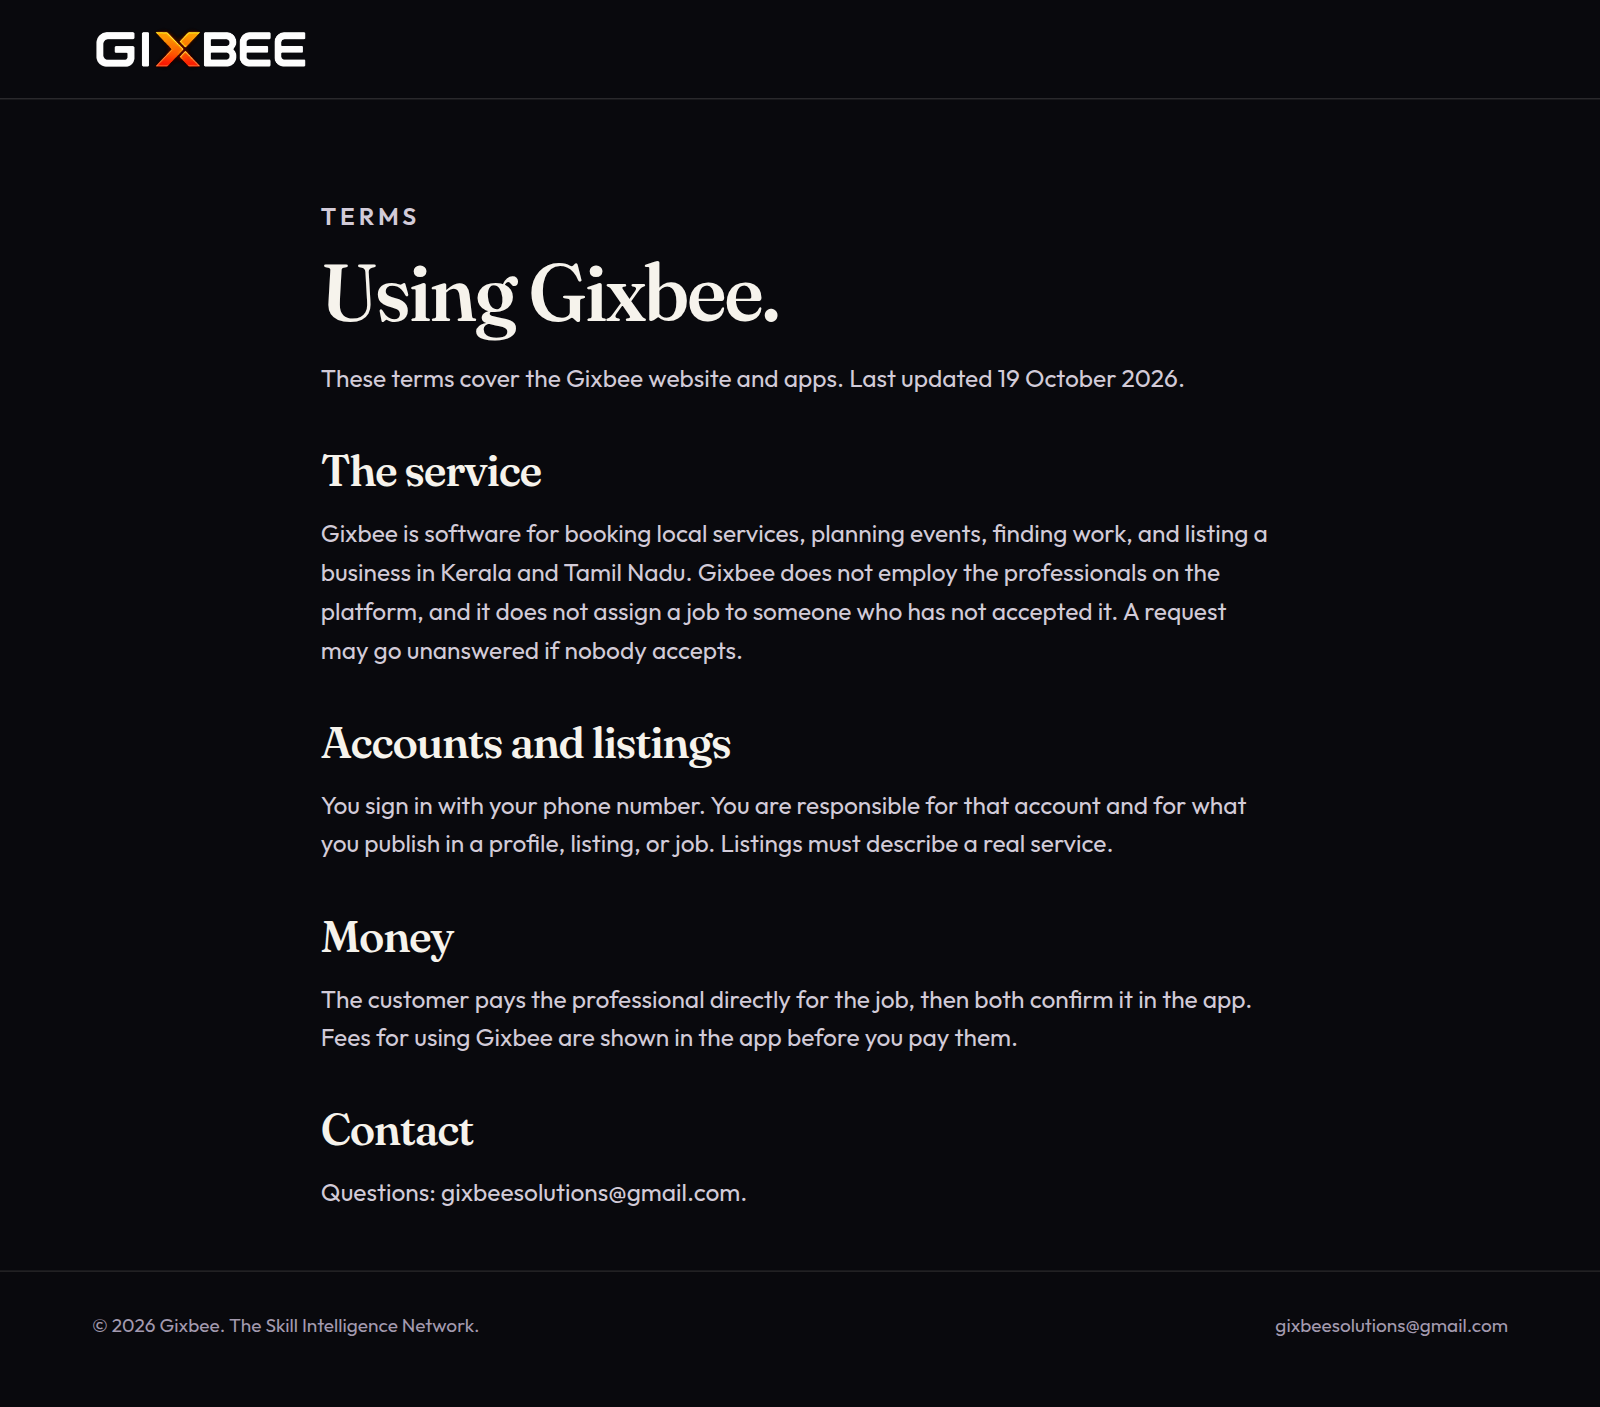 GIXBEE
TERMS
Using Gixbee.
These terms cover the Gixbee website and apps. Last updated 19 October 2026.
The service
Gixbee is software for booking local services, planning events, finding work, and listing a
business in Kerala and Tamil Nadu. Gixbee does not employ the professionals on the
platform, and it does not assign a job to someone who has not accepted it. A request
may go unanswered if nobody accepts.
Accounts and listings
You sign in with your phone number. You are responsible for that account and for what
you publish in a profile, listing, or job. Listings must describe a real service.
Money
The customer pays the professional directly for the job, then both confirm it in the app.
Fees for using Gixbee are shown in the app before you pay them.
Contact
Questions: gixbeesolutions@gmail.com.
© 2026 Gixbee. The Skill Intelligence Network.
gixbeesolutions@gmail.com